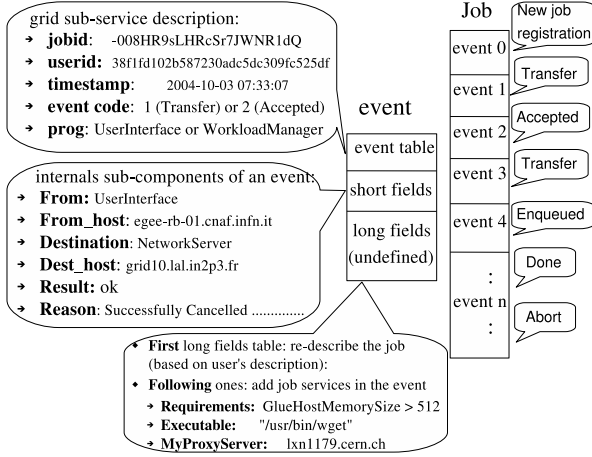 grid sub-service description:
➔ jobid: -008HR9sLHRcSr7JWNR1dQ
➔ userid: 38f1fd102b587230adc5dc309fc525df
➔ timestamp: 2004-10-03 07:33:07
➔ event code: 1 (Transfer) or 2 (Accepted)
➔ prog: UserInterface or WorkloadManager
internals sub-components of an event:
➔ From: UserInterface
➔ From_host: egee-rb-01.cnaf.infn.it
➔ Destination: NetworkServer
➔ Dest_host: grid10.lal.in2p3.fr
➔ Result: ok
➔ Reason: Successfully Cancelled .............
event
event table
short fields
long fields
(undefined)
◆ First long fields table: re-describe the job
(based on user's description):
◆ Following ones: add job services in the event
➔ Requirements: GlueHostMemorySize > 512
➔ Executable: "/usr/bin/wget"
➔ MyProxyServer: lxn1179.cern.ch
Job
event 0
event 1
event 2
event 3
event 4
:
event n
:
New job
registration
Transfer
Accepted
Transfer
Enqueued
Done
Abort